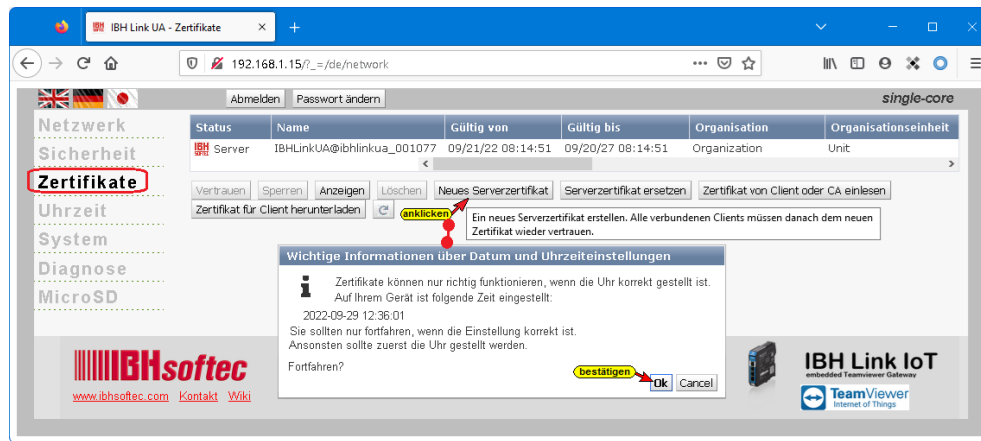 IBH Link UA - Zertifikate
192.168.1.15/?_=/de/network
Abmelden Passwort ändern single-core
Netzwerk
Sicherheit
Zertifikate
Uhrzeit
System
Diagnose
MicroSD
Status Name Gültig von Gültig bis Organisation Organisationseinheit
IBH SOFTEC Server IBHLinkUA@ibhlinkua_001077 09/21/22 08:14:51 09/20/27 08:14:51 Organization Unit
Vertrauen Sperren Anzeigen Löschen Neues Serverzertifikat Serverzertifikat ersetzen Zertifikat von Client oder CA einlesen
Zertifikat für Client herunterladen anklicken
Ein neues Serverzertifikat erstellen. Alle verbundenen Clients müssen danach dem neuen
Zertifikat wieder vertrauen.
Wichtige Informationen über Datum und Uhrzeiteinstellungen
Zertifikate können nur richtig funktionieren, wenn die Uhr korrekt gestellt ist.
Auf Ihrem Gerät ist folgende Zeit eingestellt:
2022-09-29 12:36:01
Sie sollten nur fortfahren, wenn die Einstellung korrekt ist.
Ansonsten sollte zuerst die Uhr gestellt werden.
Fortfahren?
bestätigen
Ok Cancel
IBHsoftec
www.ibhsoftec.com Kontakt Wiki
IBH Link IoT
embedded Teamviewer Gateway
TeamViewer
Internet of Things